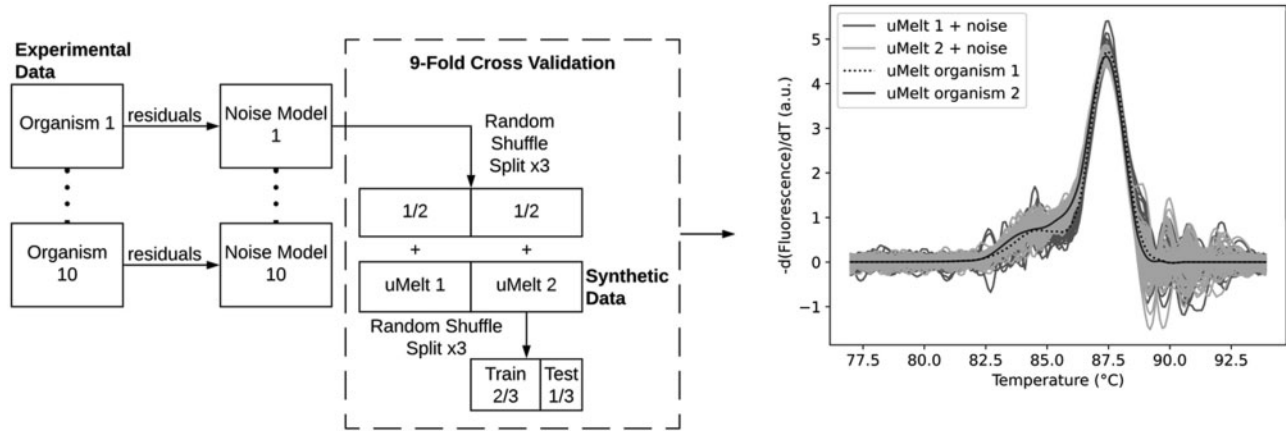 Experimental
Data
Organism 1
residuals
Noise Model
1
Organism
10
residuals
Noise Model
10
9-Fold Cross Validation
Random
Shuffle
Split x3
1/2
1/2
+
+
uMelt 1
uMelt 2
Synthetic
Data
Random Shuffle
Split x3
Train
2/3
Test
1/3
uMelt 1 + noise
uMelt 2 + noise
uMelt organism 1
uMelt organism 2
-d(Fluorescence)/dT (a.u.)
5
4
3
2
1
0
−1
77.5 80.0 82.5 85.0 87.5 90.0 92.5
Temperature (°C)